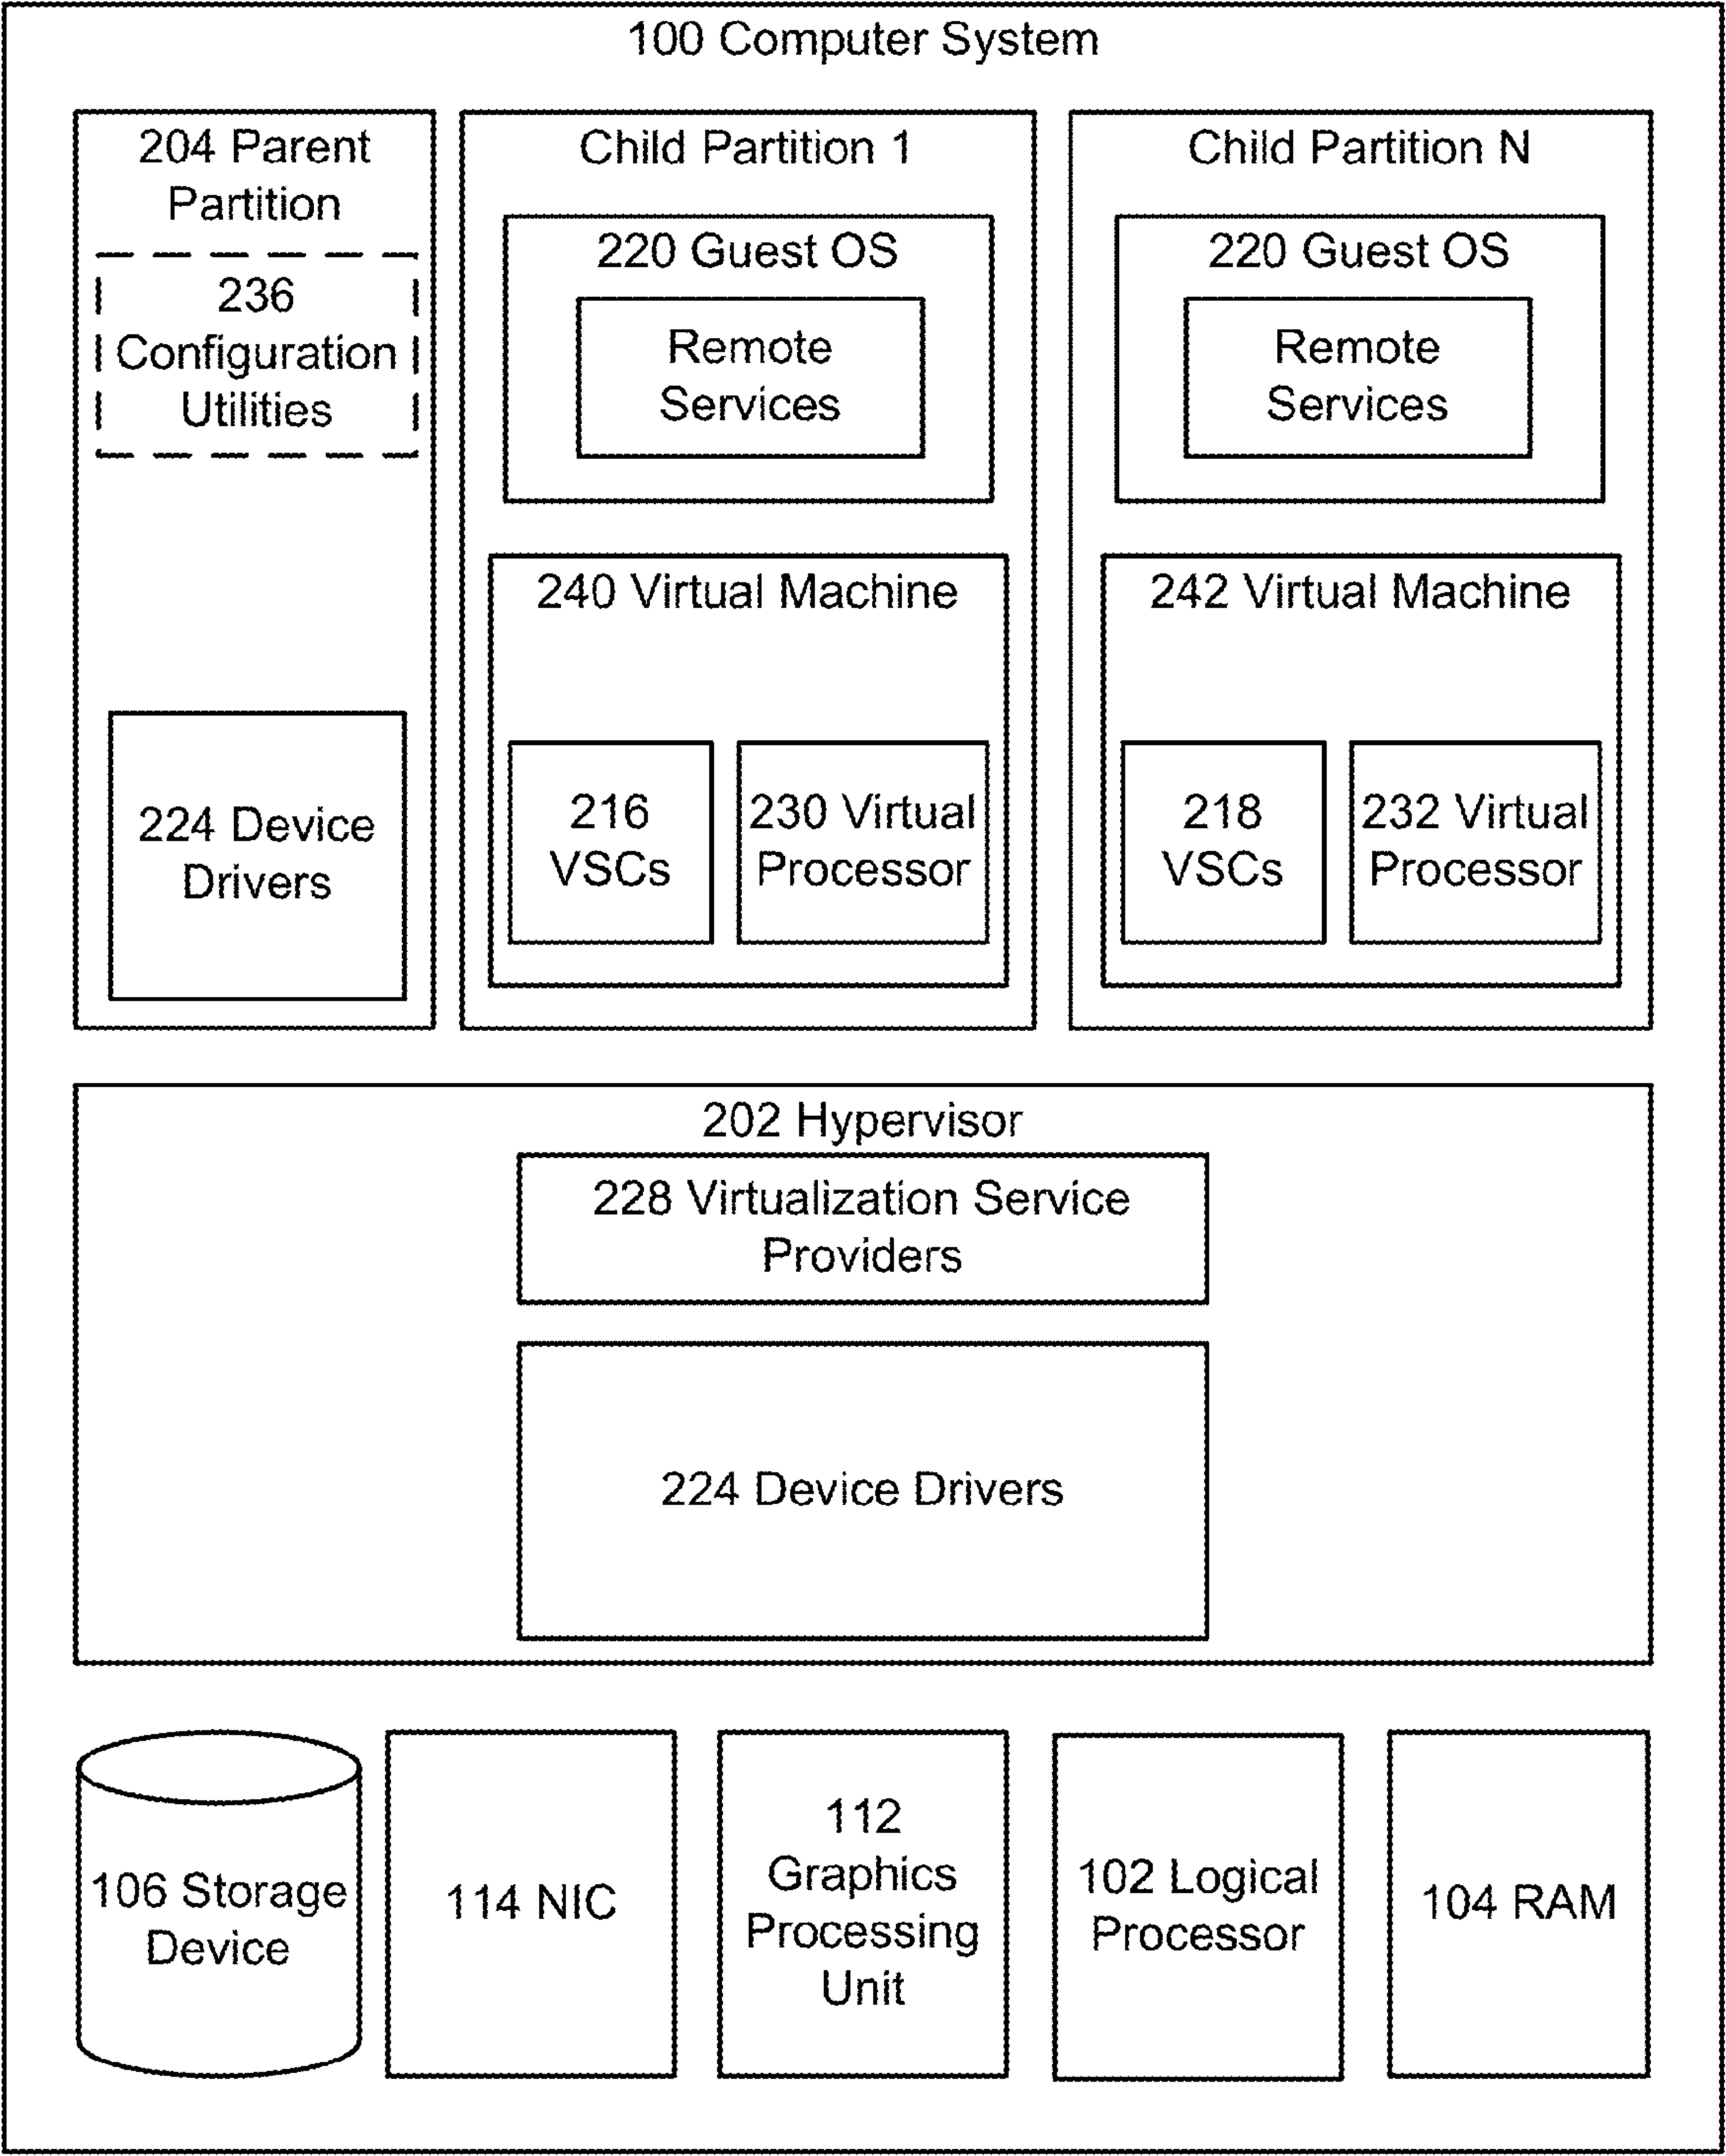 100 Computer System
204 Parent
Partition
236
Configuration
Utilities
224 Device
Drivers
Child Partition 1
220 Guest OS
Remote
Services
240 Virtual Machine
216
VSCs
230 Virtual
Processor
Child Partition N
220 Guest OS
Remote
Services
242 Virtual Machine
218
VSCs
232 Virtual
Processor
202 Hypervisor
228 Virtualization Service
Providers
224 Device Drivers
106 Storage
Device
114 NIC
112
Graphics
Processing
Unit
102 Logical
Processor
104 RAM